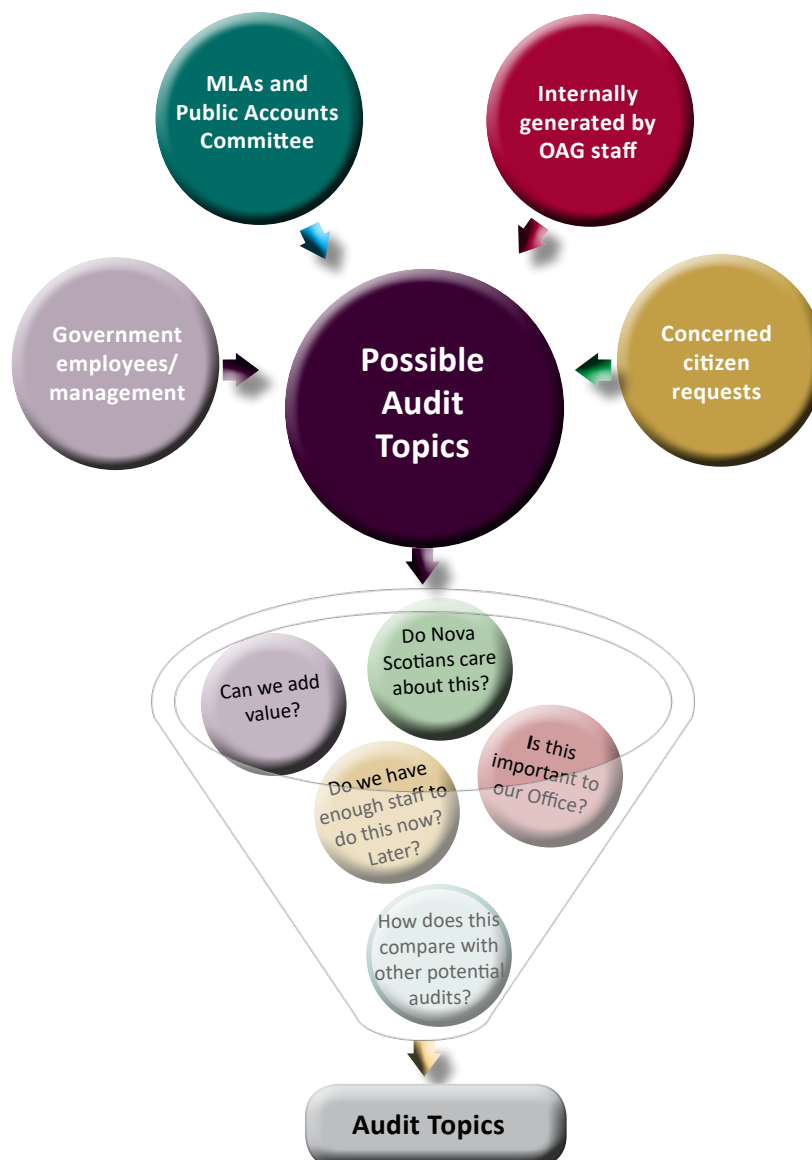 MLAs and
Public Accounts
Committee
Internally
generated by
OAG staff
Government
employees/
management
Possible
Audit
Topics
Concerned
citizen
requests
Do Nova
Scotians care
about this?
Can we add
value?
Is this
important to
our Office?
Do we have
enough staff to
do this now?
Later?
How does this
compare with
other potential
audits?
Audit Topics